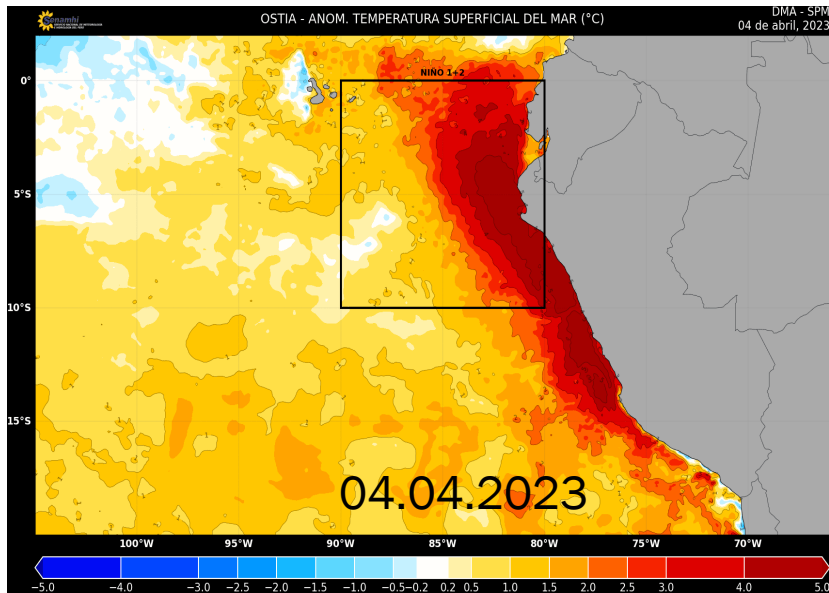 Senamhi
OSTIA - ANOM. TEMPERATURA SUPERFICIAL DEL MAR (°C)
DMA - SPM
04 de abril, 2023
NIÑO 1+2
0°
5°S
10°S
15°S
04.04.2023
100°W 95°W 90°W 85°W 80°W 75°W 70°W
−5.0 −4.0 −3.0 −2.5 −2.0 −1.5 −1.0 −0.5 −0.2 0.2 0.5 1.0 1.5 2.0 2.5 3.0 4.0 5.0